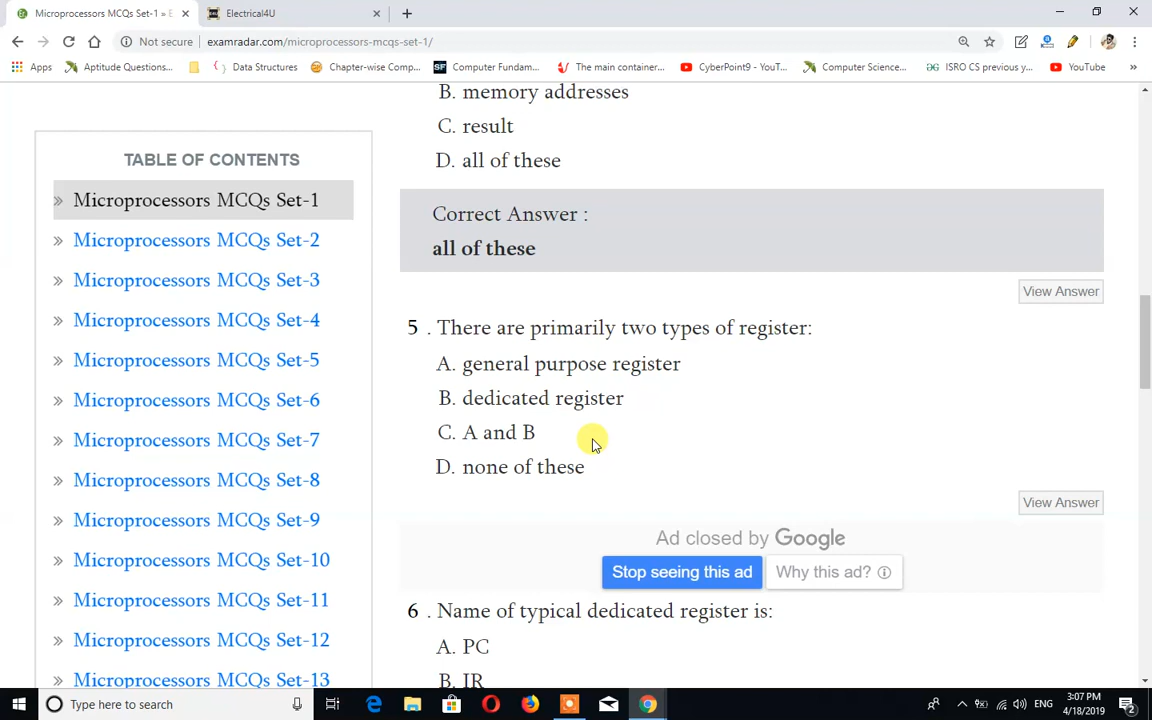 Microprocessors MCQs Set-1 » E
Electrical4U
Not secure
examradar.com/microprocessors-mcqs-set-1/
Apps
Aptitude Questions...
Data Structures
Chapter-wise Comp...
Computer Fundam...
The main container...
CyberPoint9 - YouT...
Computer Science...
ISRO CS previous y...
YouTube
»
B. memory addresses
C. result
D. all of these
TABLE OF CONTENTS
» Microprocessors MCQs Set-1
» Microprocessors MCQs Set-2
» Microprocessors MCQs Set-3
» Microprocessors MCQs Set-4
» Microprocessors MCQs Set-5
» Microprocessors MCQs Set-6
» Microprocessors MCQs Set-7
» Microprocessors MCQs Set-8
» Microprocessors MCQs Set-9
» Microprocessors MCQs Set-10
» Microprocessors MCQs Set-11
» Microprocessors MCQs Set-12
» Microprocessors MCQs Set-13
Correct Answer :
all of these
View Answer
5 . There are primarily two types of register:
A. general purpose register
B. dedicated register
C. A and B
D. none of these
View Answer
Ad closed by Google
Stop seeing this ad
Why this ad?
6 . Name of typical dedicated register is:
A. PC
B. IR
Type here to search
ENG
3:07 PM
4/18/2019
2